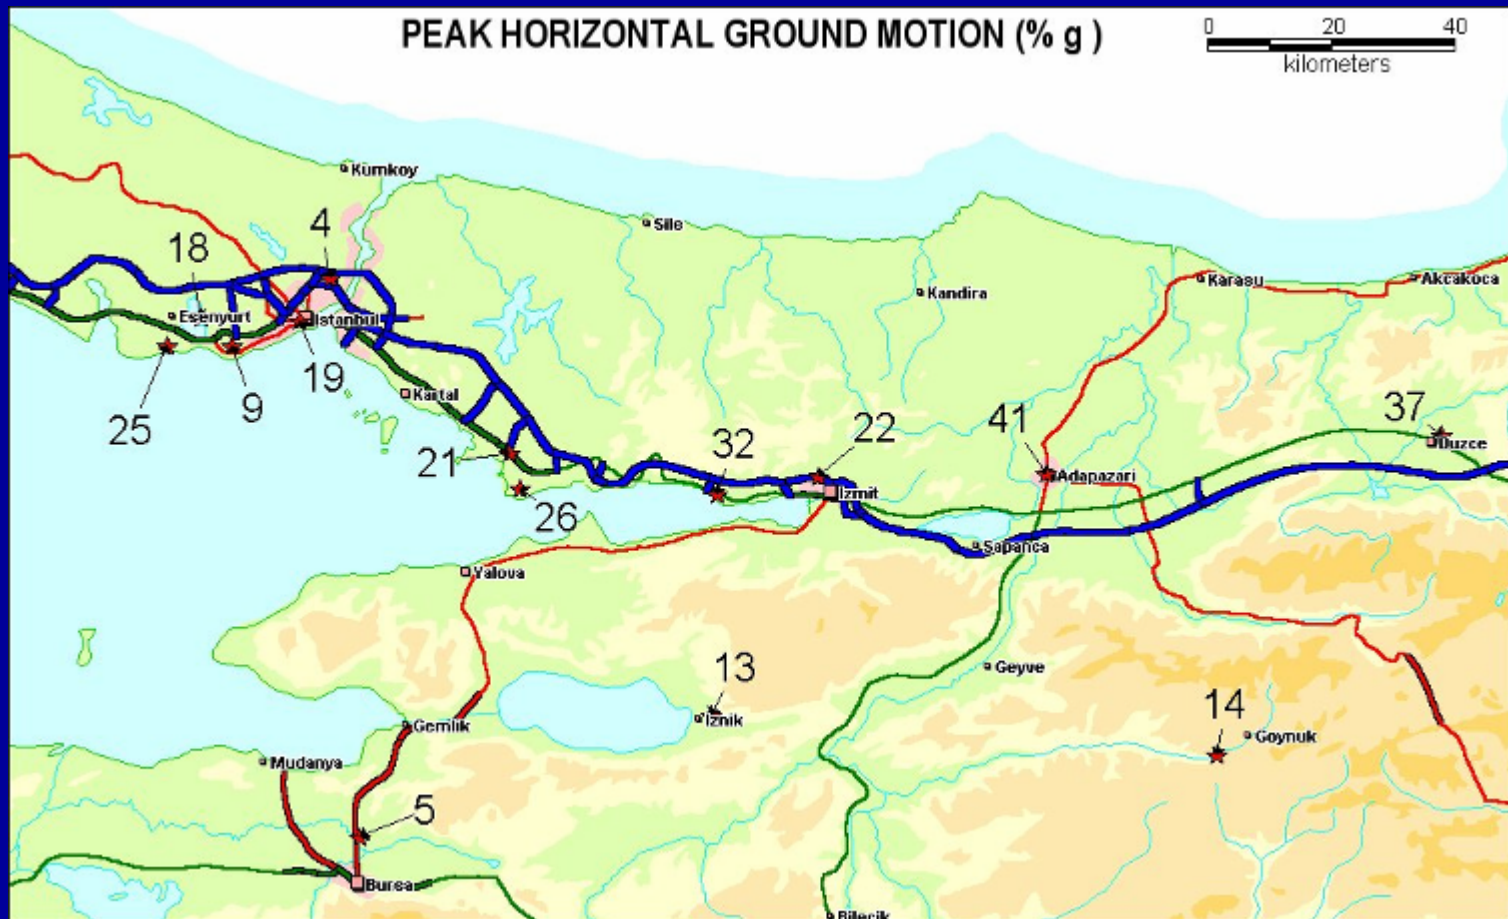 PEAK HORIZONTAL GROUND MOTION (% g )
0 20 40
kilometers
Kumkoy
Sile
4
18
Karasu
Akcakoca
Kandira
Esenyurt
Istanbul
19
9
25
Kartal
37
Duzce
41
22
21
32
Adapazari
Izmit
26
Sapanca
Yalova
Geyve
13
Iznik
14
Goynuk
Gemlik
Mudanya
5
Bursa
Bilecik